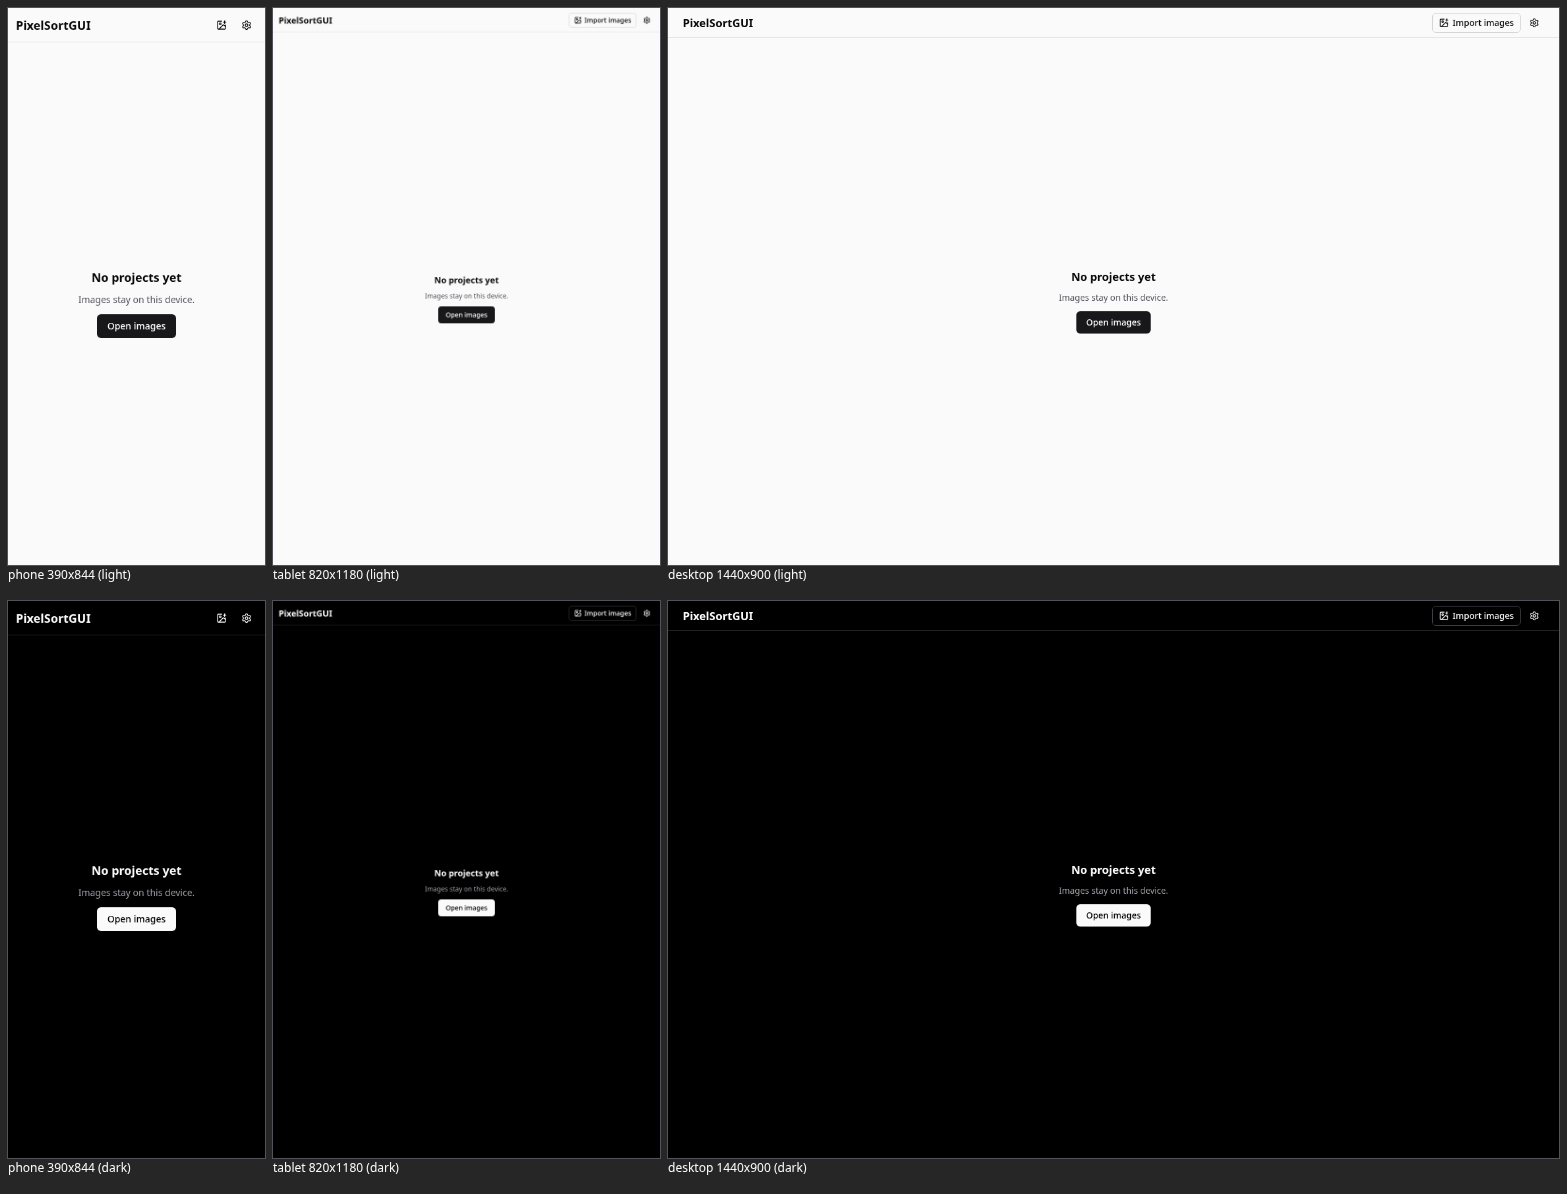 PixelSortGUI
No projects yet
Images stay on this device.
Open images
phone 390x844 (light)
PixelSortGUI
Import images
No projects yet
Images stay on this device.
Open images
tablet 820x1180 (light)
PixelSortGUI
Import images
No projects yet
Images stay on this device.
Open images
desktop 1440x900 (light)
PixelSortGUI
No projects yet
Images stay on this device.
Open images
phone 390x844 (dark)
PixelSortGUI
Import images
No projects yet
Images stay on this device.
Open images
tablet 820x1180 (dark)
PixelSortGUI
Import images
No projects yet
Images stay on this device.
Open images
desktop 1440x900 (dark)